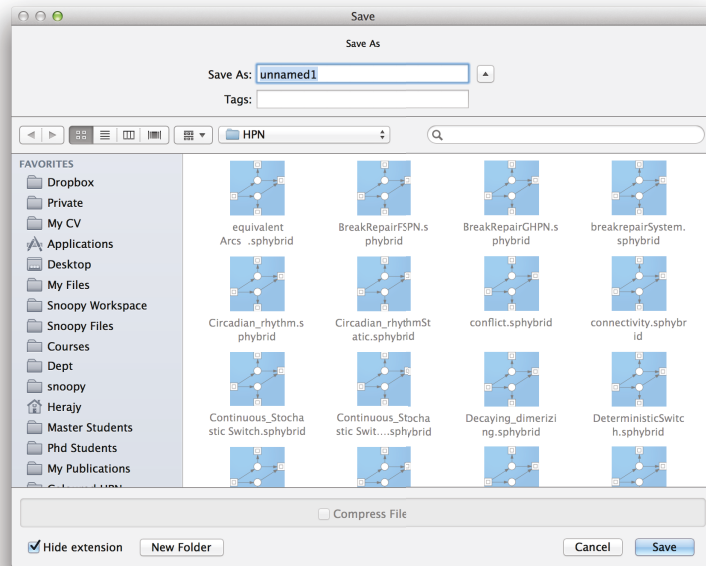 Save
Save As
Save As: unnamed1
Tags:
HPN
FAVORITES
Dropbox
Private
My CV
Applications
Desktop
My Files
Snoopy Workspace
Snoopy Files
Courses
Dept
snoopy
Herajy
Master Students
Phd Students
My Publications
equivalent
Arcs .sphybrid
BreakRepairFSPN.s
phybrid
BreakRepairGHPN.s
phybrid
breakrepairSystem.
sphybrid
Circadian_rhythm.s
phybrid
Circadian_rhythmSt
atic.sphybrid
conflict.sphybrid
connectivity.sphybr
id
Continuous_Stocha
stic Switch.sphybrid
Continuous_Stocha
stic Swit....sphybrid
Decaying_dimerizi
ng.sphybrid
DeterministicSwitc
h.sphybrid
Compress File
Hide extension
New Folder
Cancel
Save